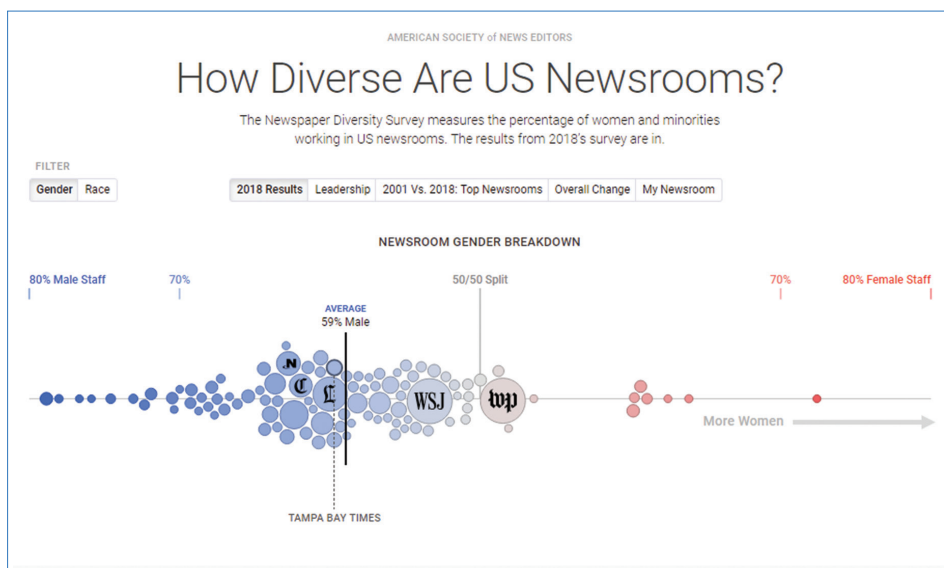 AMERICAN SOCIETY of NEWS EDITORS
How Diverse Are US Newsrooms?
The Newspaper Diversity Survey measures the percentage of women and minorities
working in US newsrooms. The results from 2018's survey are in.
FILTER
Gender Race
2018 Results Leadership 2001 Vs. 2018: Top Newsrooms Overall Change My Newsroom
NEWSROOM GENDER BREAKDOWN
80% Male Staff 70% 50/50 Split 70% 80% Female Staff
AVERAGE
59% Male
.N
C
L
WSJ
wp
More Women
TAMPA BAY TIMES